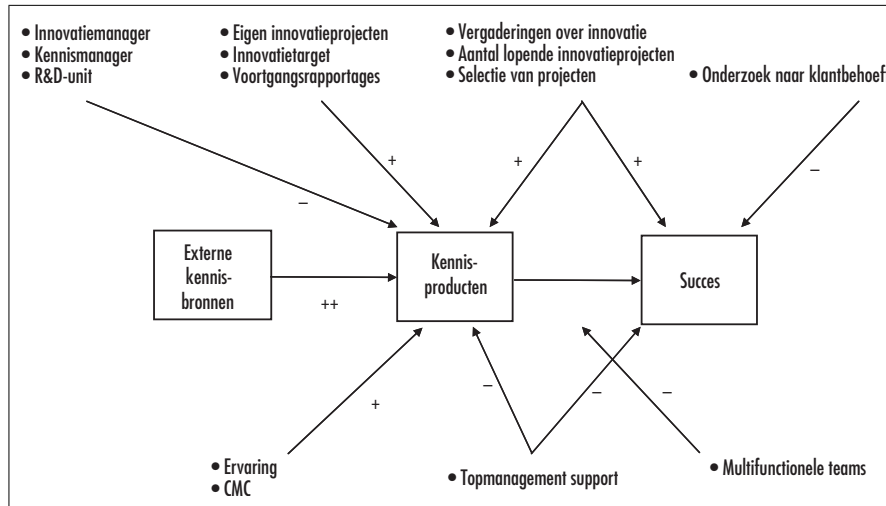 • Innovatiemanager
• Kennismanager
• R&D-unit
• Eigen innovatieprojecten
• Innovatietarget
• Voortgangsrapportages
• Vergaderingen over innovatie
• Aantal lopende innovatieprojecten
• Selectie van projecten
• Onderzoek naar klantbehoeft
+
+
+
–
–
Externe
kennis-
bronnen
++
Kennis-
producten
Succes
+
–
–
–
• Ervaring
• CMC
• Topmanagement support
• Multifunctionele teams